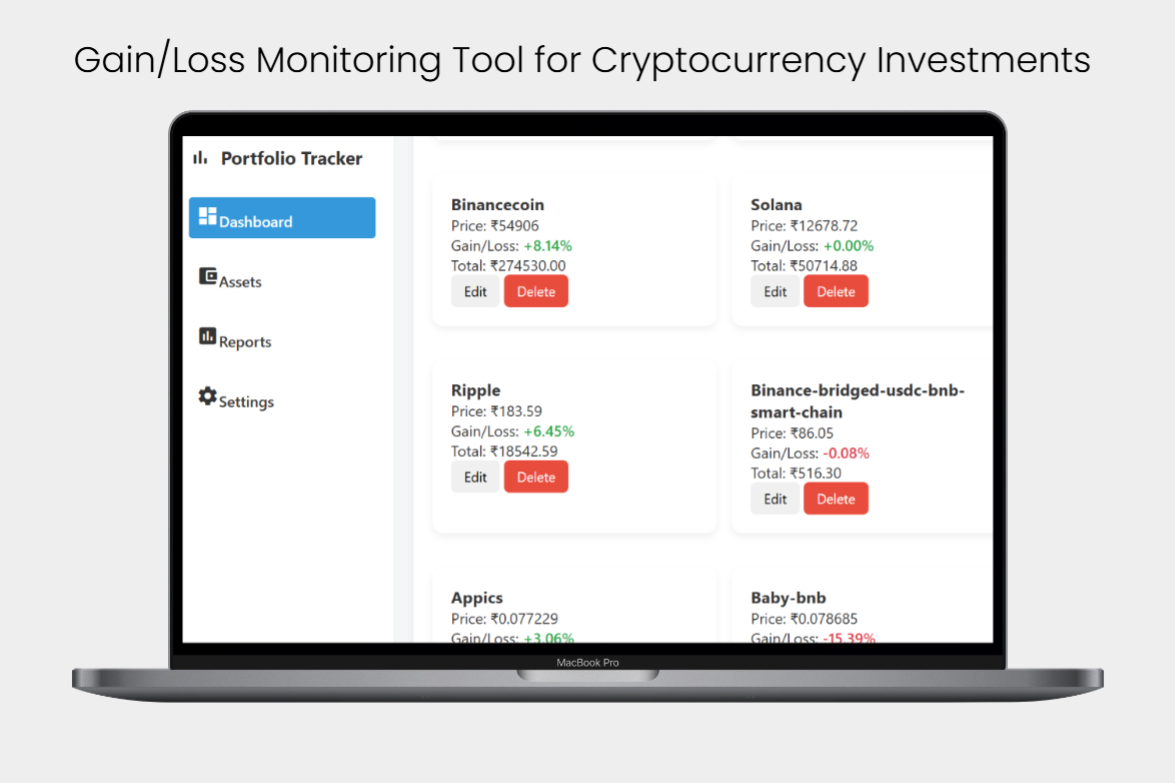 Gain/Loss Monitoring Tool for Cryptocurrency Investments
Portfolio Tracker
Dashboard
Assets
Reports
Settings
Binancecoin
Price: ₹54906
Gain/Loss: +8.14%
Total: ₹274530.00
Edit Delete
Solana
Price: ₹12678.72
Gain/Loss: +0.00%
Total: ₹50714.88
Edit Delete
Ripple
Price: ₹183.59
Gain/Loss: +6.45%
Total: ₹18542.59
Edit Delete
Binance-bridged-usdc-bnb-
smart-chain
Price: ₹86.05
Gain/Loss: -0.08%
Total: ₹516.30
Edit Delete
Appics
Price: ₹0.077229
Gain/Loss: +3.06%
Baby-bnb
Price: ₹0.078685
Gain/Loss: -15.39%
MacBook Pro